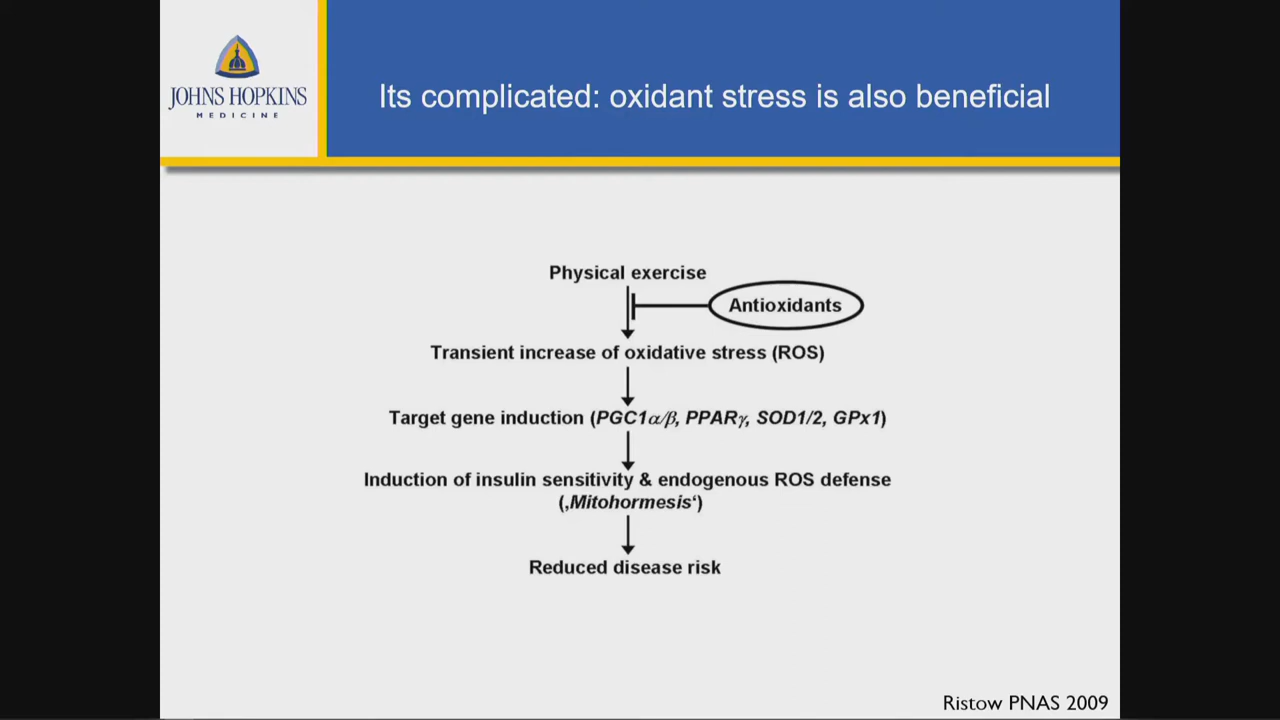 JOHNS HOPKINS
MEDICINE
Its complicated: oxidant stress is also beneficial
Physical exercise
Antioxidants
Transient increase of oxidative stress (ROS)
Target gene induction (PGC1α/β, PPARγ, SOD1/2, GPx1)
Induction of insulin sensitivity & endogenous ROS defense
(‚Mitohormesis‘)
Reduced disease risk
Ristow PNAS 2009